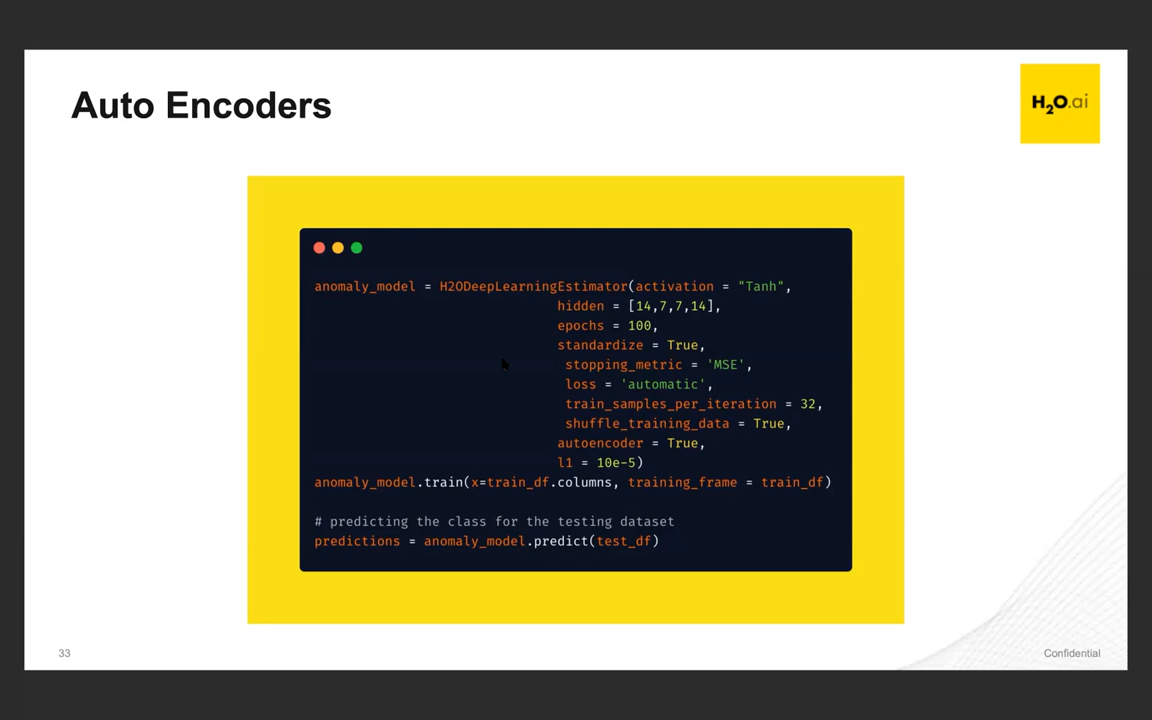 Auto Encoders
H2O.ai
anomaly_model = H2ODeepLearningEstimator(activation = "Tanh",
hidden = [14,7,7,14],
epochs = 100,
standardize = True,
stopping_metric = 'MSE',
loss = 'automatic',
train_samples_per_iteration = 32,
shuffle_training_data = True,
autoencoder = True,
l1 = 10e-5)
anomaly_model.train(x=train_df.columns, training_frame = train_df)
# predicting the class for the testing dataset
predictions = anomaly_model.predict(test_df)
33
Confidential